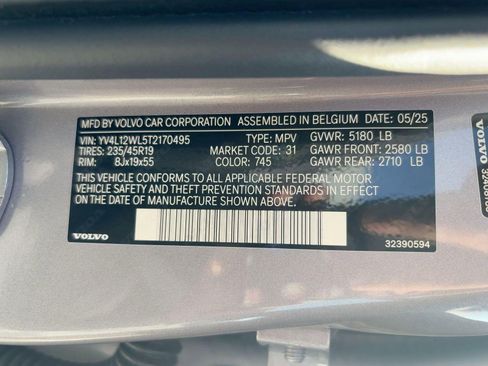 MFD BY VOLVO CAR CORPORATION ASSEMBLED IN BELGIUM DATE: 05/25
VIN: YV4L12WL5T2170495 TYPE: MPV GVWR: 5180 LB
TIRES: 235/45R19 MARKET CODE: 31 GAWR FRONT: 2580 LB
RIM: 8Jx19x55 COLOR: 745 GAWR REAR: 2710 LB
THIS VEHICLE CONFORMS TO ALL APPLICABLE FEDERAL MOTOR
VEHICLE SAFETY AND THEFT PREVENTION STANDARDS IN EFFECT
ON THE DATE OF MANUFACTURE SHOWN ABOVE.
VOLVO 32390594
VOLVO